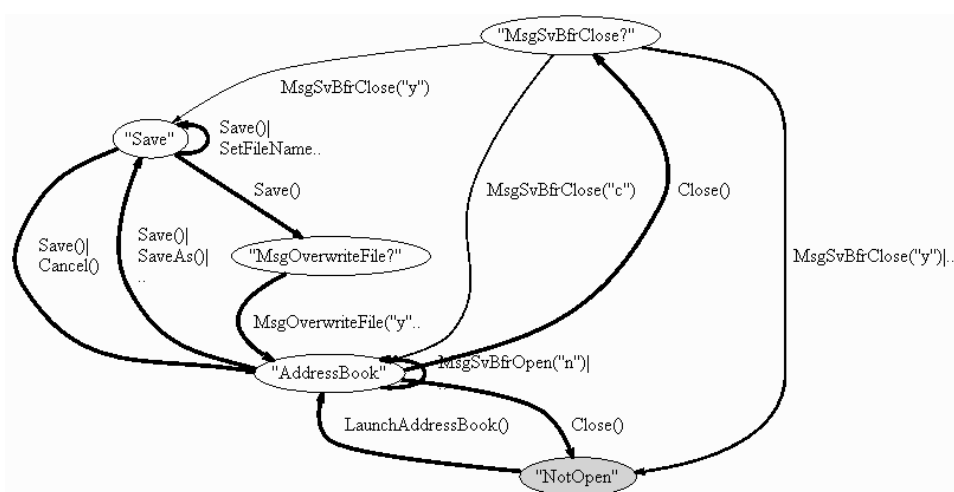 "MsgSvBfrClose?"
MsgSvBfrClose("y")
"Save"
Save()|
SetFileName..
Save()
MsgSvBfrClose("c")
Close()
Save()|
Cancel()
Save()|
SaveAs()|
..
"MsgOverwriteFile?"
MsgSvBfrClose("y")|..
MsgOverwriteFile("y"..
"AddressBook"
MsgSvBfrOpen("n")|
..
LaunchAddressBook()
Close()
"NotOpen"